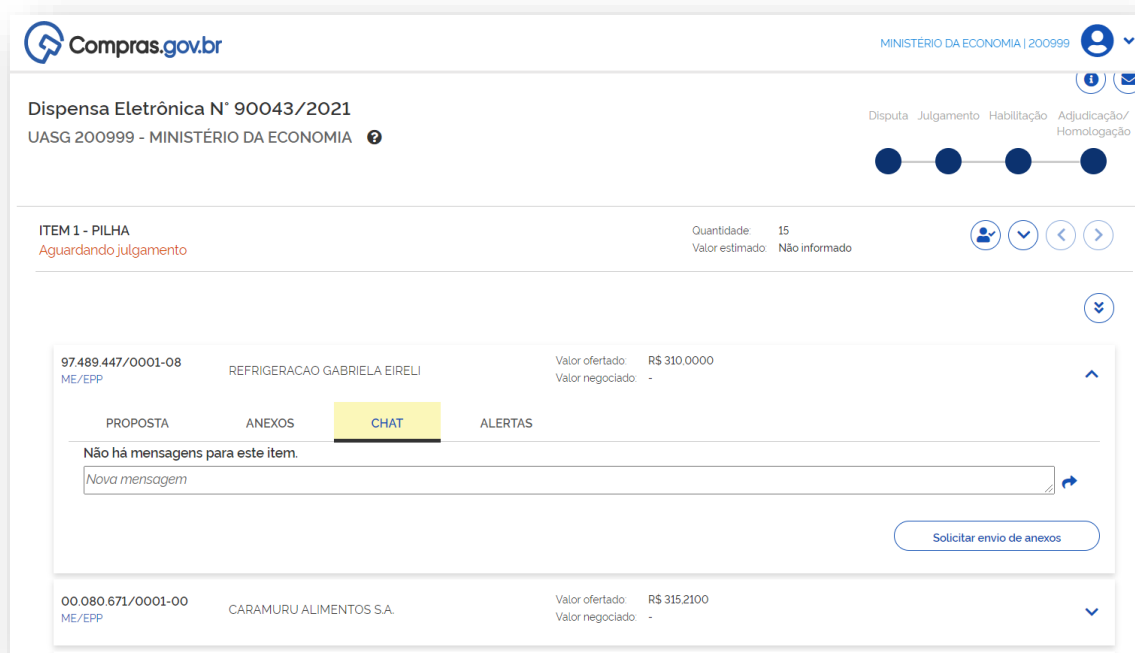 Compras.gov.br
MINISTÉRIO DA ECONOMIA | 200999
Dispensa Eletrônica N° 90043/2021
UASG 200999 - MINISTÉRIO DA ECONOMIA
Disputa Julgamento Habilitação Adjudicação/
Homologação
ITEM 1 - PILHA
Aguardando julgamento
Quantidade: 15
Valor estimado: Não informado
97.489.447/0001-08
ME/EPP
REFRIGERACAO GABRIELA EIRELI
Valor ofertado: R$ 310,0000
Valor negociado: -
PROPOSTA ANEXOS CHAT ALERTAS
Não há mensagens para este item.
Nova mensagem
Solicitar envio de anexos
00.080.671/0001-00
ME/EPP
CARAMURU ALIMENTOS S.A.
Valor ofertado: R$ 315,2100
Valor negociado: -